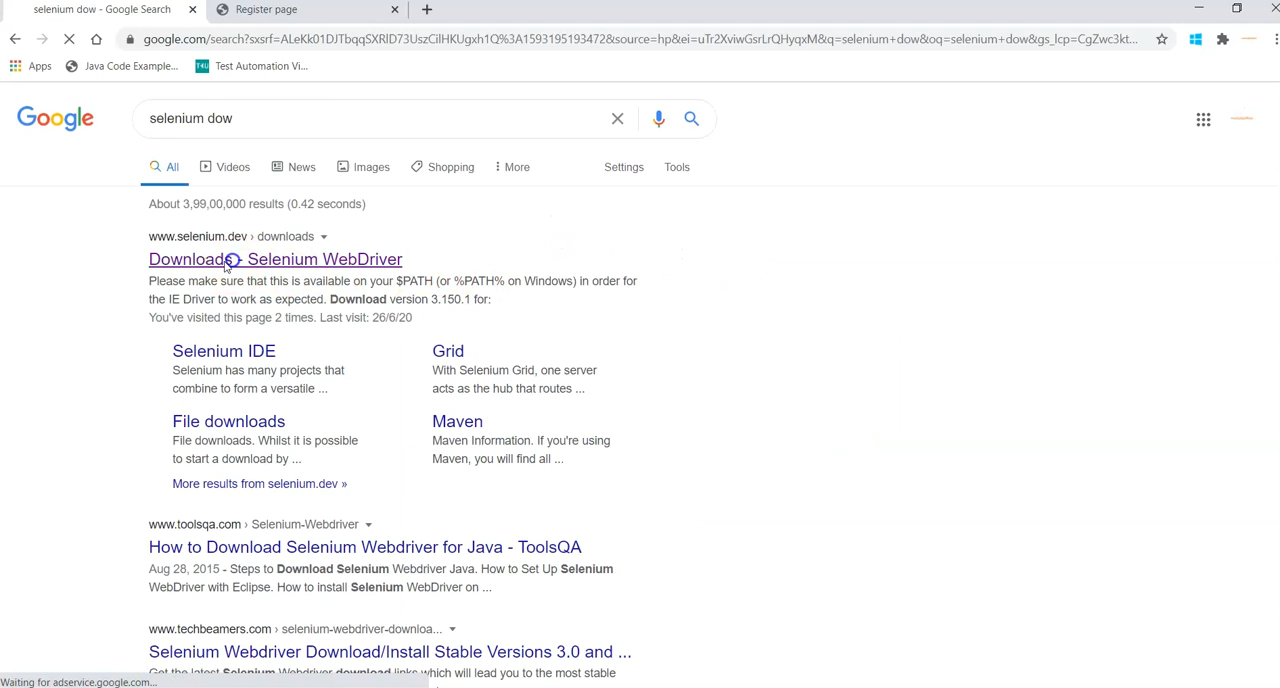 selenium dow - Google Search
Register page
google.com/search?sxsrf=ALeKk01DJTbqqSXRlD73UszCilHKUgxh1Q%3A1593195193472&source=hp&ei=uTr2XviwGsrLrQHyqxM&q=selenium+dow&oq=selenium+dow&gs_lcp=CgZwc3kt...
Apps
Java Code Example...
Test Automation Vi...
Google
selenium dow
All
Videos
News
Images
Shopping
More
Settings
Tools
About 3,99,00,000 results (0.42 seconds)
www.selenium.dev › downloads
Downloads - Selenium WebDriver
Please make sure that this is available on your $PATH (or %PATH% on Windows) in order for
the IE Driver to work as expected. Download version 3.150.1 for:
You've visited this page 2 times. Last visit: 26/6/20
Selenium IDE
Selenium has many projects that
combine to form a versatile ...
Grid
With Selenium Grid, one server
acts as the hub that routes ...
File downloads
File downloads. Whilst it is possible
to start a download by ...
Maven
Maven Information. If you're using
Maven, you will find all ...
More results from selenium.dev »
www.toolsqa.com › Selenium-Webdriver
How to Download Selenium Webdriver for Java - ToolsQA
Aug 28, 2015 - Steps to Download Selenium Webdriver Java. How to Set Up Selenium
WebDriver with Eclipse. How to install Selenium WebDriver on ...
www.techbeamers.com › selenium-webdriver-downloa...
Selenium Webdriver Download/Install Stable Versions 3.0 and ...
Get the latest Selenium Webdriver download links which will lead you to the most stable
Waiting for adservice.google.com...